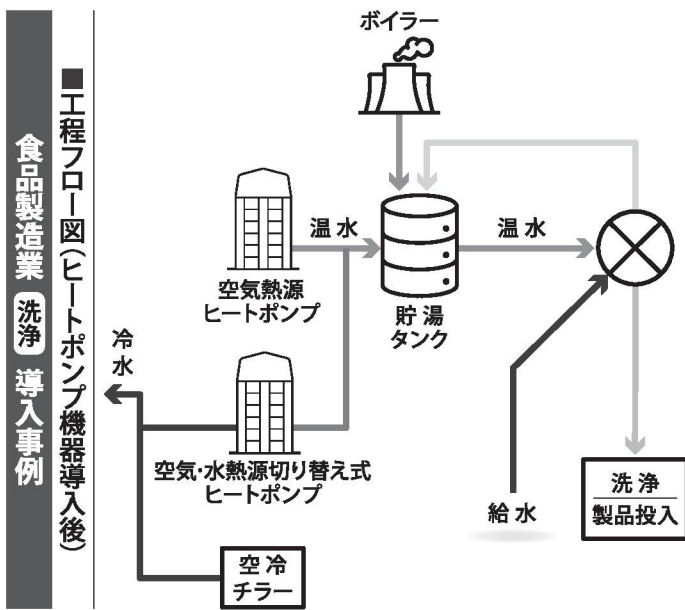 食品製造業 洗浄 導入事例
■工程フロー図(ヒートポンプ機器導入後)
ボイラー
温水
温水
空気熱源
ヒートポンプ
貯湯
タンク
冷水
空気・水熱源切り替え式
ヒートポンプ
給水
洗浄
製品投入
空冷
チラー